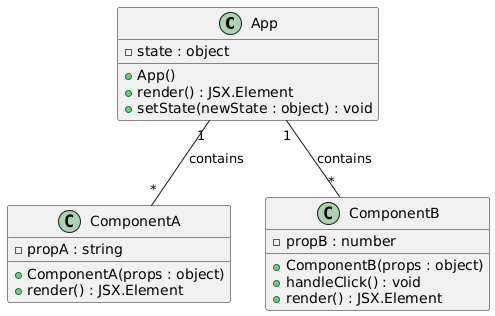 C App
state : object
App()
render() : JSX.Element
setState(newState : object) : void
1
1
contains
contains
*
*
C ComponentA
propA : string
ComponentA(props : object)
render() : JSX.Element
C ComponentB
propB : number
ComponentB(props : object)
handleClick() : void
render() : JSX.Element